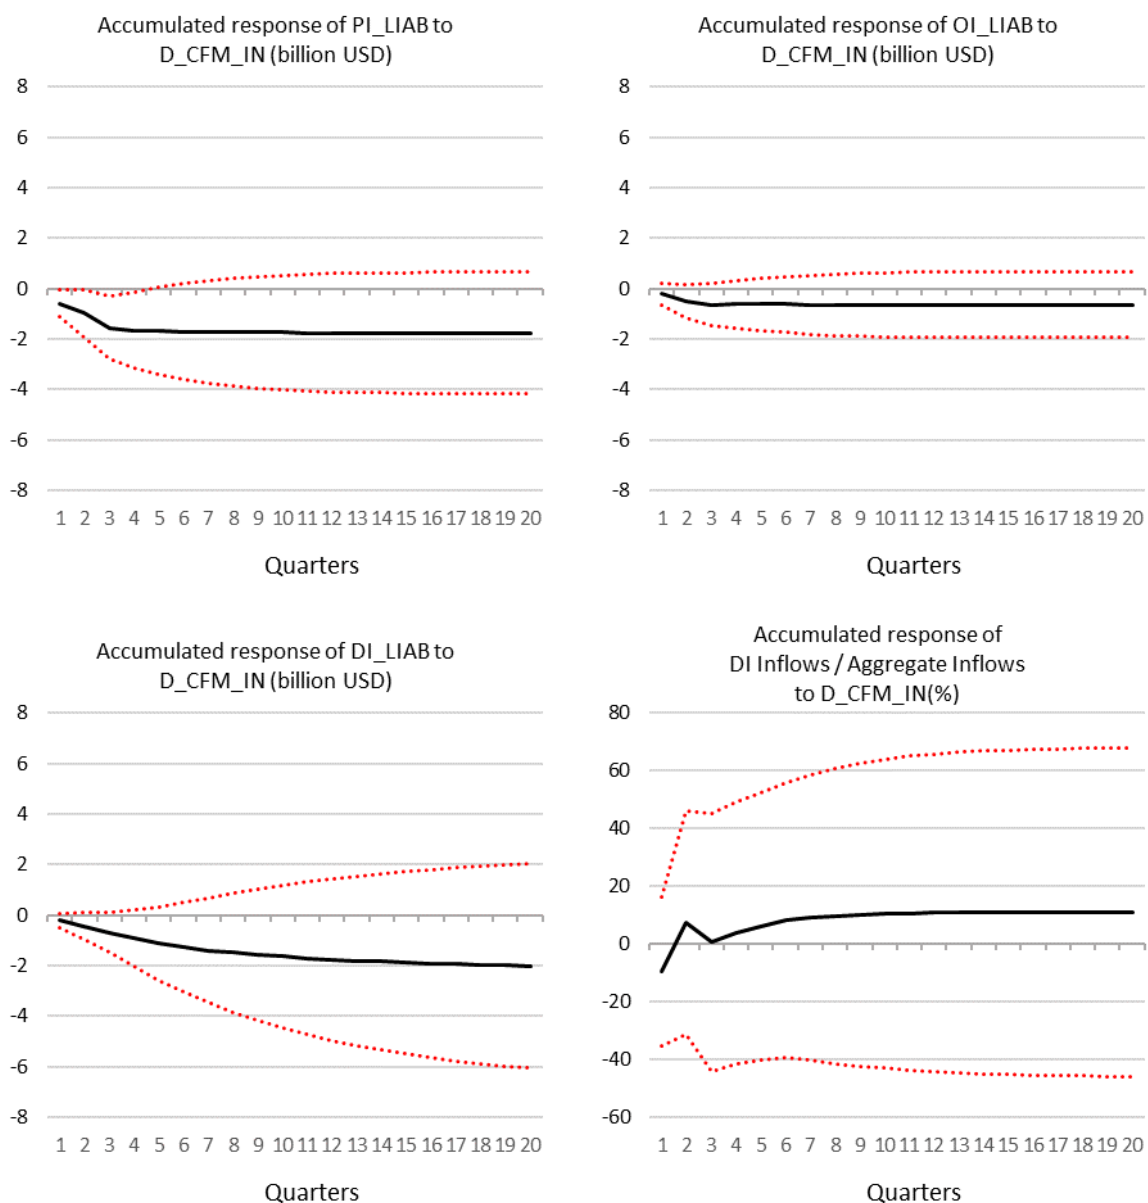 Accumulated response of PI_LIAB to
D_CFM_IN (billion USD)
8
6
4
2
0
-2
-4
-6
-8
1 2 3 4 5 6 7 8 9 10 11 12 13 14 15 16 17 18 19 20
Quarters
Accumulated response of OI_LIAB to
D_CFM_IN (billion USD)
8
6
4
2
0
-2
-4
-6
-8
1 2 3 4 5 6 7 8 9 10 11 12 13 14 15 16 17 18 19 20
Quarters
Accumulated response of DI_LIAB to
D_CFM_IN (billion USD)
8
6
4
2
0
-2
-4
-6
-8
1 2 3 4 5 6 7 8 9 10 11 12 13 14 15 16 17 18 19 20
Quarters
Accumulated response of
DI Inflows / Aggregate Inflows
to D_CFM_IN(%)
80
60
40
20
0
-20
-40
-60
1 2 3 4 5 6 7 8 9 10 11 12 13 14 15 16 17 18 19 20
Quarters